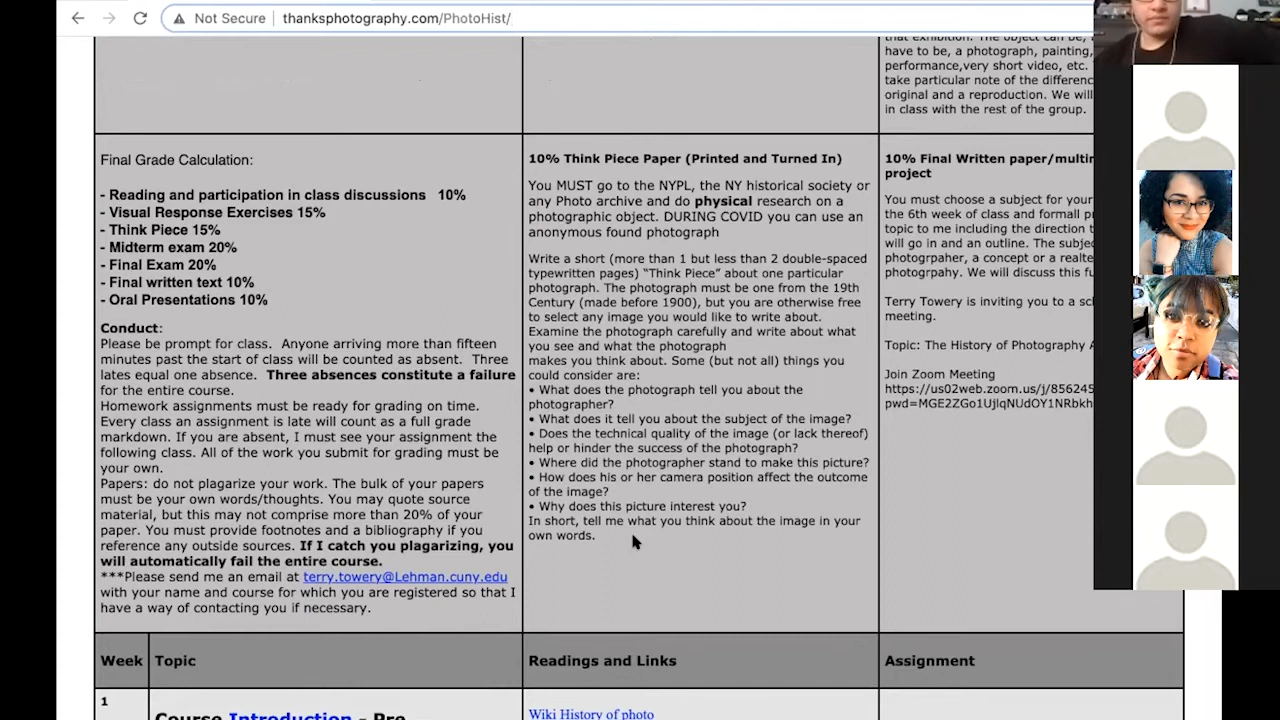 Not Secure thanksphotography.com/PhotoHist/
that exhibition. The object can be,
have to be, a photograph, painting,
performance,very short video, etc.
take particular note of the differenc
original and a reproduction. We will
in class with the rest of the group.
Final Grade Calculation:
- Reading and participation in class discussions 10%
- Visual Response Exercises 15%
- Think Piece 15%
- Midterm exam 20%
- Final Exam 20%
- Final written text 10%
- Oral Presentations 10%
Conduct:
Please be prompt for class. Anyone arriving more than fifteen
minutes past the start of class will be counted as absent. Three
lates equal one absence. Three absences constitute a failure
for the entire course.
Homework assignments must be ready for grading on time.
Every class an assignment is late will count as a full grade
markdown. If you are absent, I must see your assignment the
following class. All of the work you submit for grading must be
your own.
Papers: do not plagarize your work. The bulk of your papers
must be your own words/thoughts. You may quote source
material, but this may not comprise more than 20% of your
paper. You must provide footnotes and a bibliography if you
reference any outside sources. If I catch you plagarizing, you
will automatically fail the entire course.
***Please send me an email at terry.towery@Lehman.cuny.edu
with your name and course for which you are registered so that I
have a way of contacting you if necessary.
10% Think Piece Paper (Printed and Turned In)
You MUST go to the NYPL, the NY historical society or
any Photo archive and do physical research on a
photographic object. DURING COVID you can use an
anonymous found photograph
Write a short (more than 1 but less than 2 double-spaced
typewritten pages) “Think Piece” about one particular
photograph. The photograph must be one from the 19th
Century (made before 1900), but you are otherwise free
to select any image you would like to write about.
Examine the photograph carefully and write about what
you see and what the photograph
makes you think about. Some (but not all) things you
could consider are:
• What does the photograph tell you about the
photographer?
• What does it tell you about the subject of the image?
• Does the technical quality of the image (or lack thereof)
help or hinder the success of the photograph?
• Where did the photographer stand to make this picture?
• How does his or her camera position affect the outcome
of the image?
• Why does this picture interest you?
In short, tell me what you think about the image in your
own words.
10% Final Written paper/multim
project
You must choose a subject for your
the 6th week of class and formall pr
topic to me including the direction t
will go in and an outline. The subjec
photogrpaher, a concept or a realte
photogrpahy. We will discuss this fu
Terry Towery is inviting you to a sc
meeting.
Topic: The History of Photography A
Join Zoom Meeting
https://us02web.zoom.us/j/85624
pwd=MGE2ZGo1UjlqNUdOY1NRbkh
Week Topic Readings and Links Assignment
1
Course Introduction - Pre
Wiki History of photo